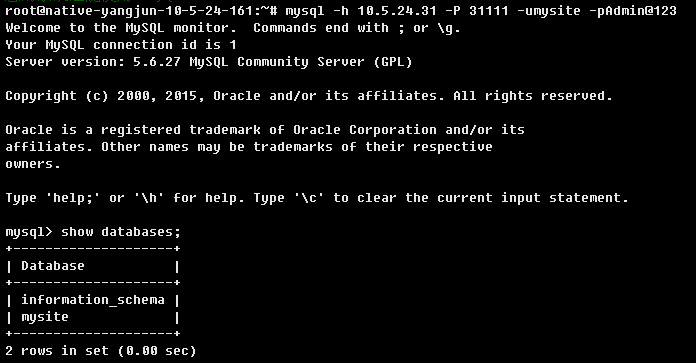 root@native-yangjun-10-5-24-161:~# mysql -h 10.5.24.31 -P 31111 -umysite -pAdmin@123
Welcome to the MySQL monitor.  Commands end with ; or \g.
Your MySQL connection id is 1
Server version: 5.6.27 MySQL Community Server (GPL)

Copyright (c) 2000, 2015, Oracle and/or its affiliates. All rights reserved.

Oracle is a registered trademark of Oracle Corporation and/or its
affiliates. Other names may be trademarks of their respective
owners.

Type 'help;' or '\h' for help. Type '\c' to clear the current input statement.

mysql> show databases;
+--------------------+
| Database           |
+--------------------+
| information_schema |
| mysite             |
+--------------------+
2 rows in set (0.00 sec)